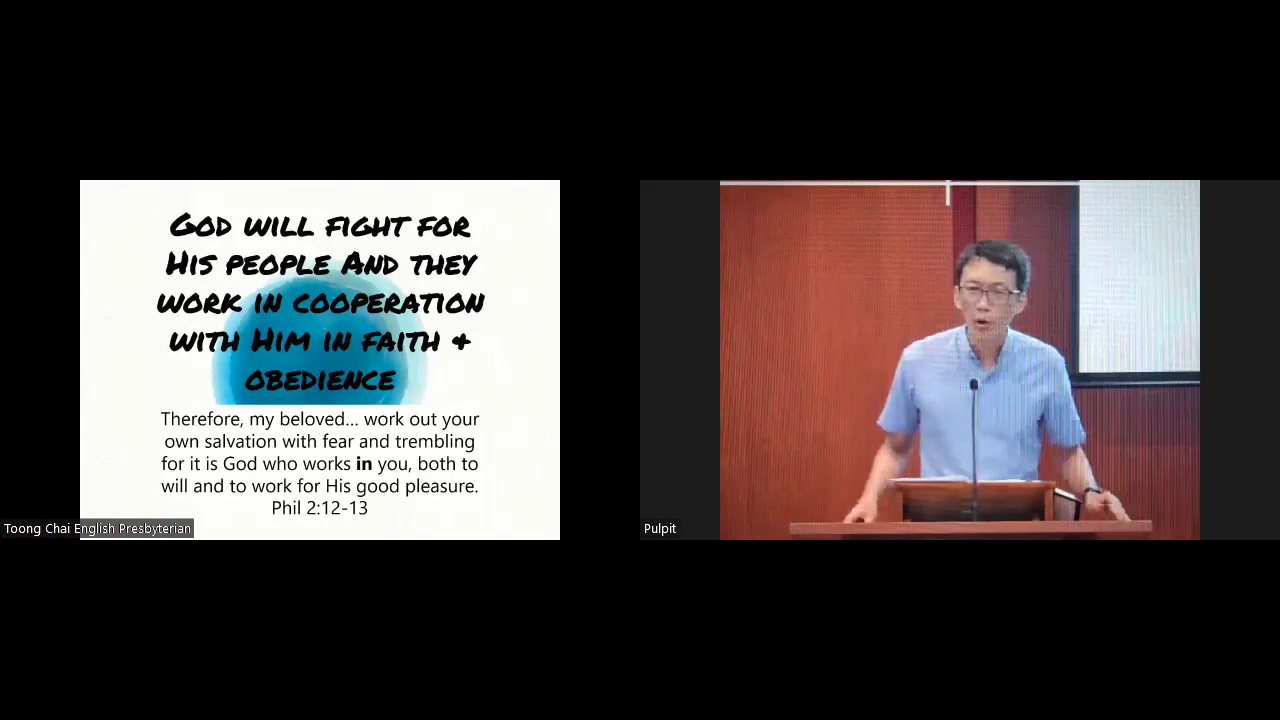 God will fight for
His people And they
work in cooperation
with Him in faith &
obedience
Therefore, my beloved... work out your
own salvation with fear and trembling
for it is God who works in you, both to
will and to work for His good pleasure.
Phil 2:12-13
Toong Chai English Presbyterian
Pulpit